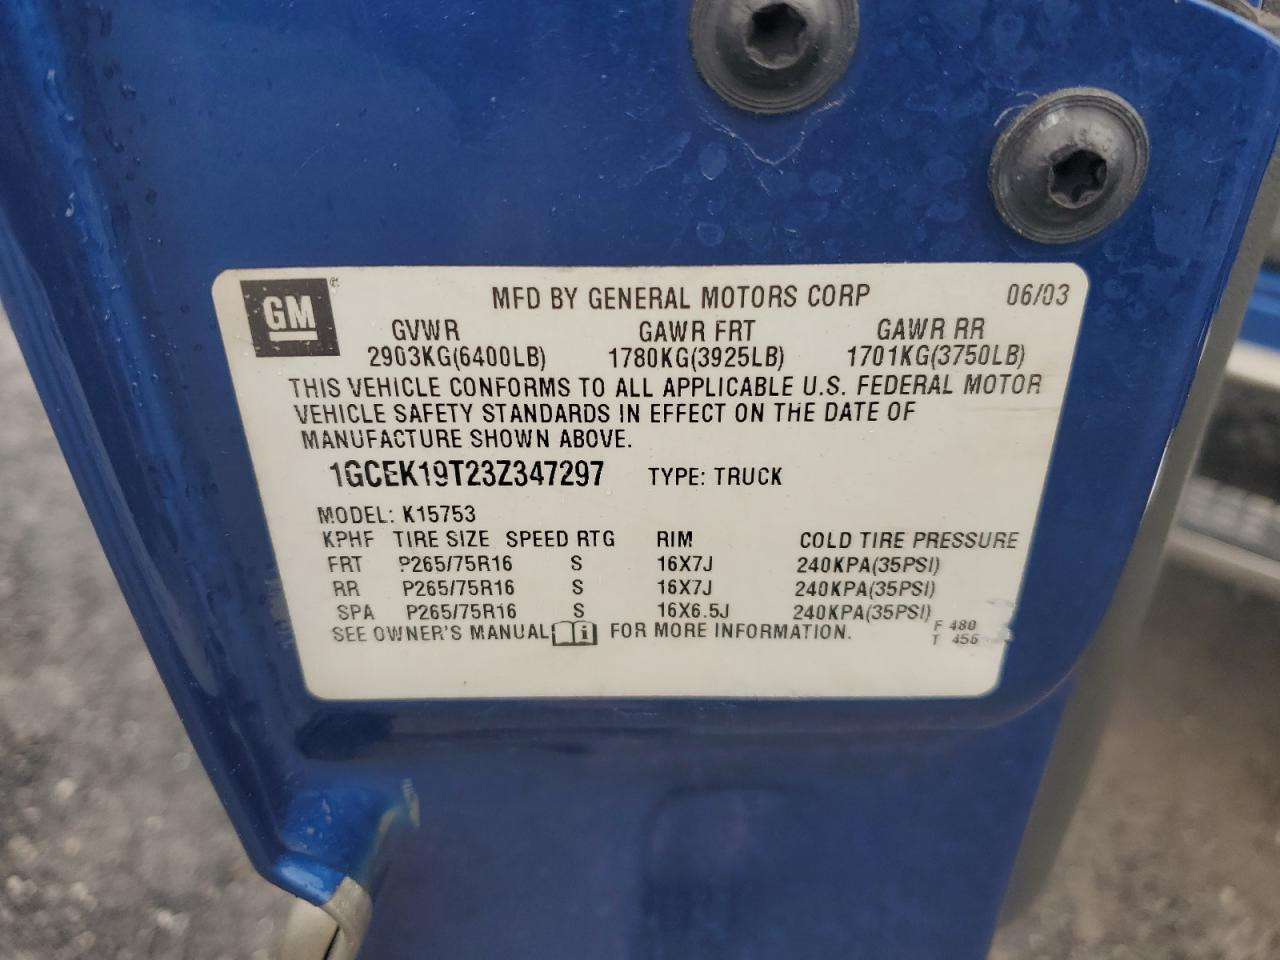 GM ® MFD BY GENERAL MOTORS CORP 06/03
GVWR GAWR FRT GAWR RR
2903KG(6400LB) 1780KG(3925LB) 1701KG(3750LB)
THIS VEHICLE CONFORMS TO ALL APPLICABLE U.S. FEDERAL MOTOR
VEHICLE SAFETY STANDARDS IN EFFECT ON THE DATE OF
MANUFACTURE SHOWN ABOVE.
1GCEK19T23Z347297 TYPE: TRUCK
MODEL: K15753
KPHF TIRE SIZE SPEED RTG RIM COLD TIRE PRESSURE
FRT P265/75R16 S 16X7J 240KPA(35PSI)
RR P265/75R16 S 16X7J 240KPA(35PSI)
SPA P265/75R16 S 16X6.5J 240KPA(35PSI)
SEE OWNER'S MANUAL i FOR MORE INFORMATION. F 480
T 456